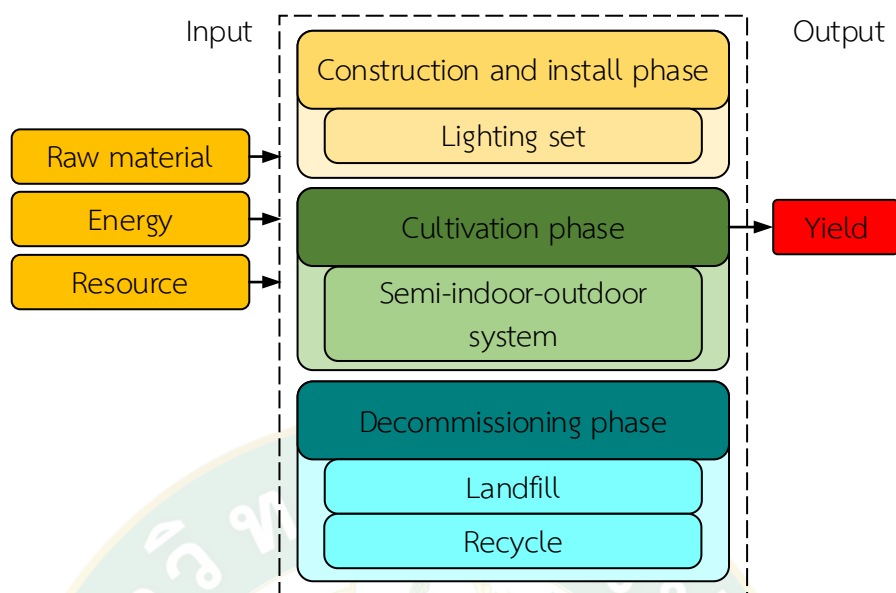 Input
Output
Construction and install phase
Lighting set
Raw material
Energy
Resource
Cultivation phase
Semi-indoor-outdoor
system
Yield
Decommissioning phase
Landfill
Recycle